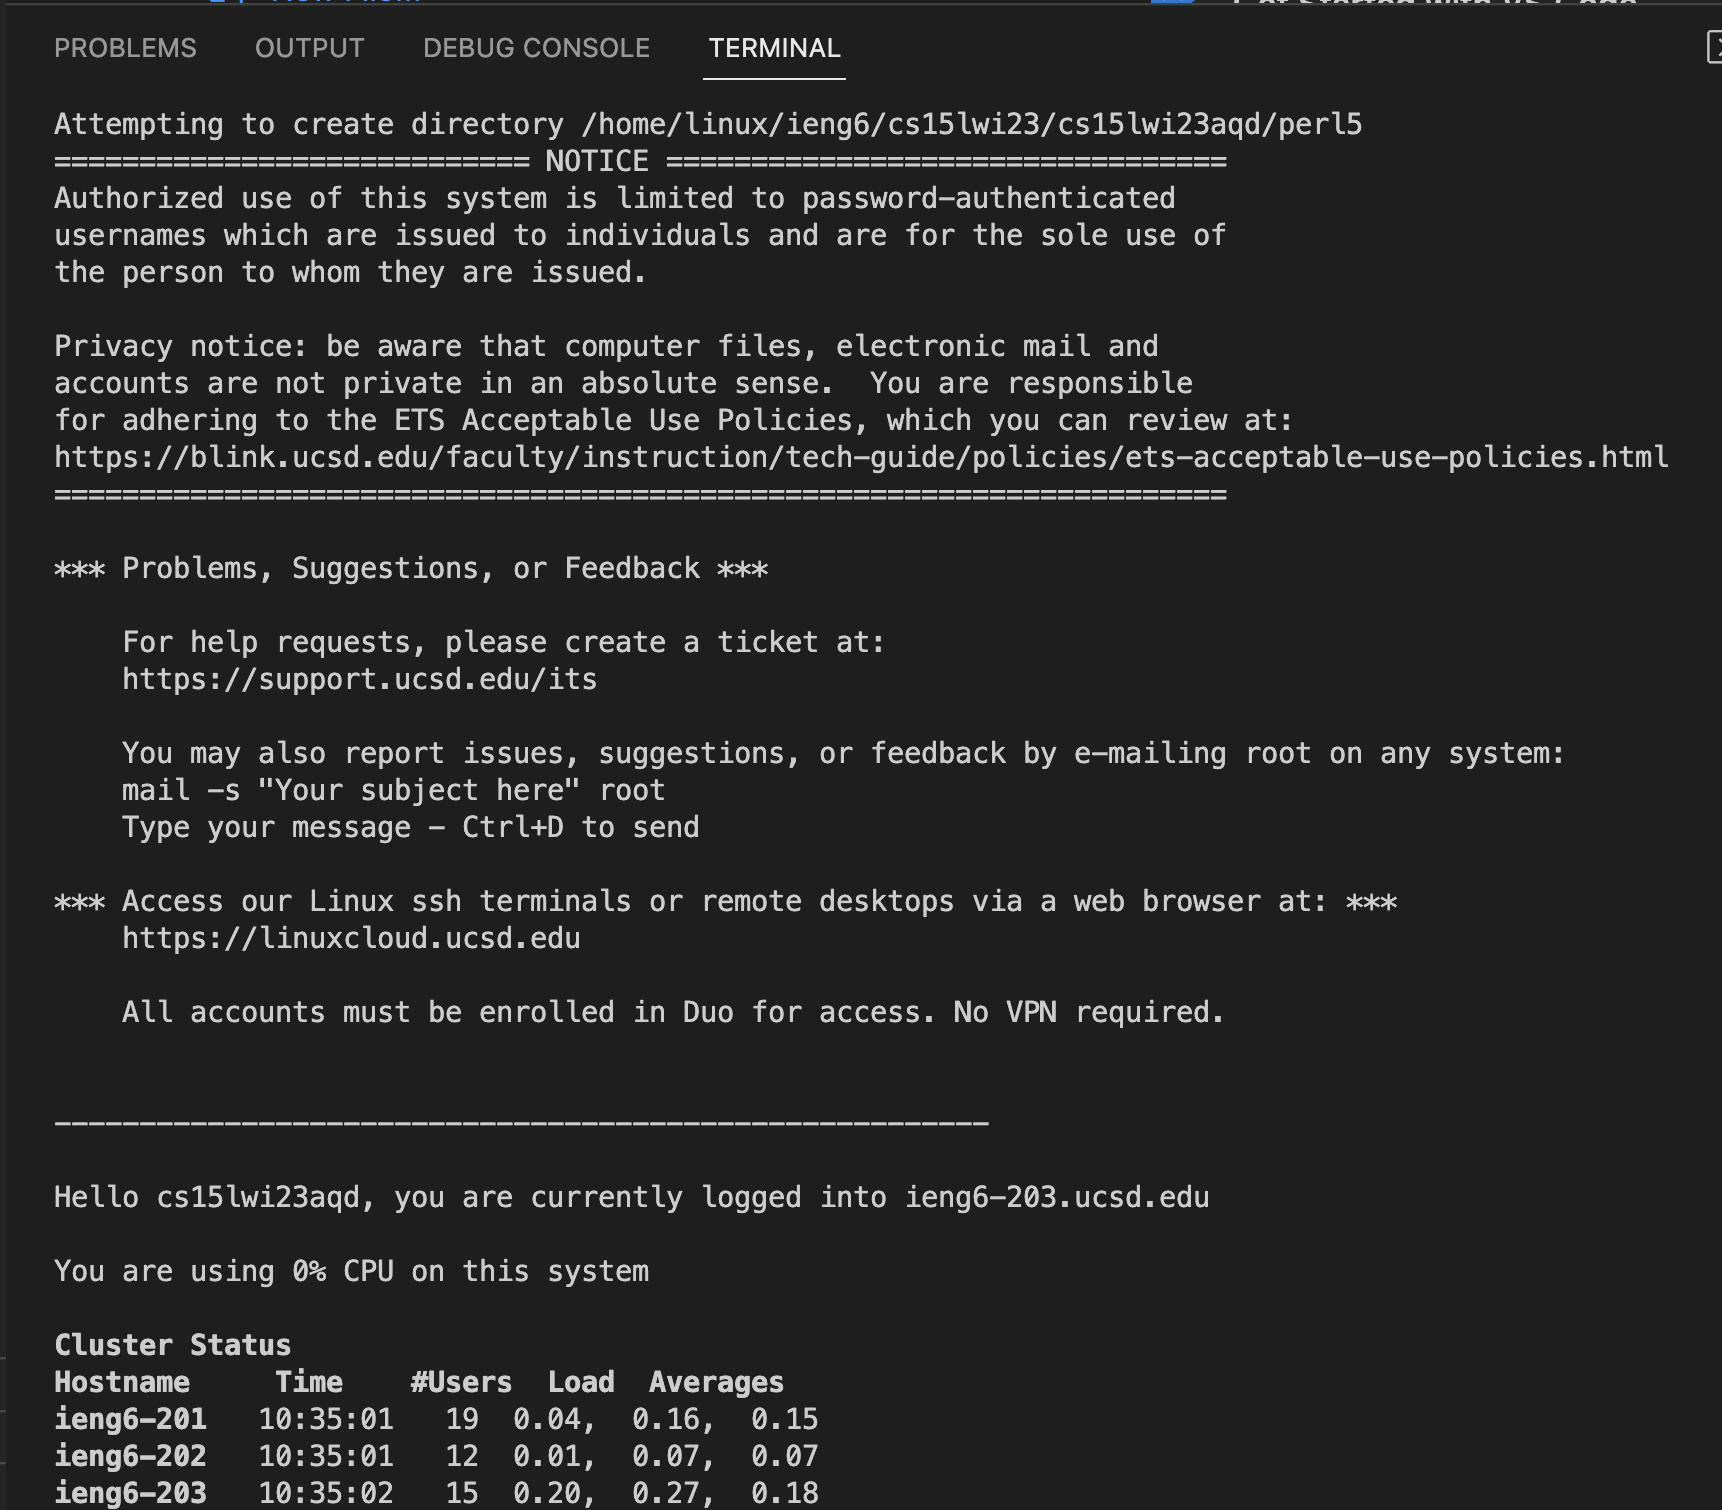 PROBLEMS OUTPUT DEBUG CONSOLE TERMINAL
Attempting to create directory /home/linux/ieng6/cs15lwi23/cs15lwi23aqd/perl5
============================ NOTICE =================================
Authorized use of this system is limited to password-authenticated
usernames which are issued to individuals and are for the sole use of
the person to whom they are issued.
Privacy notice: be aware that computer files, electronic mail and
accounts are not private in an absolute sense.  You are responsible
for adhering to the ETS Acceptable Use Policies, which you can review at:
https://blink.ucsd.edu/faculty/instruction/tech-guide/policies/ets-acceptable-use-policies.html
=====================================================================
*** Problems, Suggestions, or Feedback ***
For help requests, please create a ticket at:
https://support.ucsd.edu/its
You may also report issues, suggestions, or feedback by e-mailing root on any system:
mail -s "Your subject here" root
Type your message - Ctrl+D to send
*** Access our Linux ssh terminals or remote desktops via a web browser at: ***
https://linuxcloud.ucsd.edu
All accounts must be enrolled in Duo for access. No VPN required.
-------------------------------------------------------
Hello cs15lwi23aqd, you are currently logged into ieng6-203.ucsd.edu
You are using 0% CPU on this system
Cluster Status
Hostname     Time    #Users  Load  Averages
ieng6-201   10:35:01   19  0.04,  0.16,  0.15
ieng6-202   10:35:01   12  0.01,  0.07,  0.07
ieng6-203   10:35:02   15  0.20,  0.27,  0.18